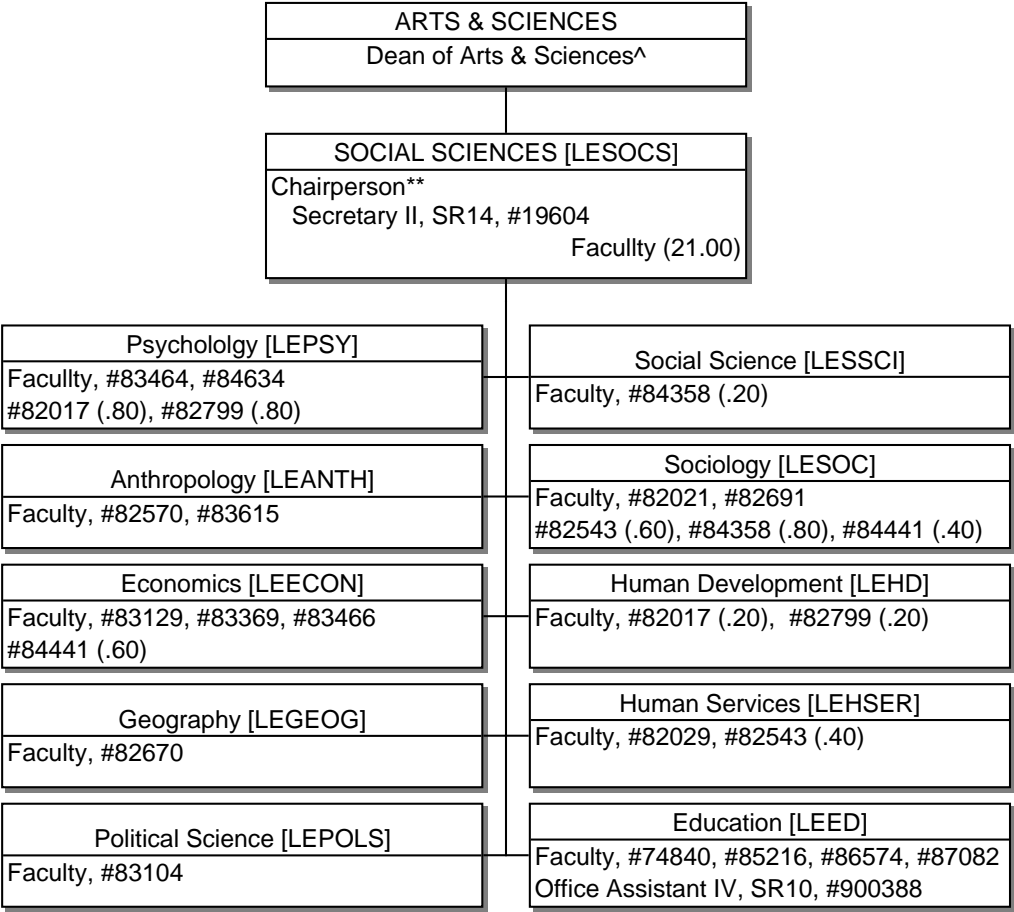 ARTS & SCIENCES
Dean of Arts & Sciences^
SOCIAL SCIENCES [LESOCS]
Chairperson**
Secretary II, SR14, #19604
Facullty (21.00)
Psychololgy [LEPSY]
Facullty, #83464, #84634
#82017 (.80), #82799 (.80)
Social Science [LESSCI]
Faculty, #84358 (.20)
Anthropology [LEANTH]
Faculty, #82570, #83615
Sociology [LESOC]
Faculty, #82021, #82691
#82543 (.60), #84358 (.80), #84441 (.40)
Economics [LEECON]
Faculty, #83129, #83369, #83466
#84441 (.60)
Human Development [LEHD]
Faculty, #82017 (.20), #82799 (.20)
Geography [LEGEOG]
Faculty, #82670
Human Services [LEHSER]
Faculty, #82029, #82543 (.40)
Political Science [LEPOLS]
Faculty, #83104
Education [LEED]
Faculty, #74840, #85216, #86574, #87082
Office Assistant IV, SR10, #900388